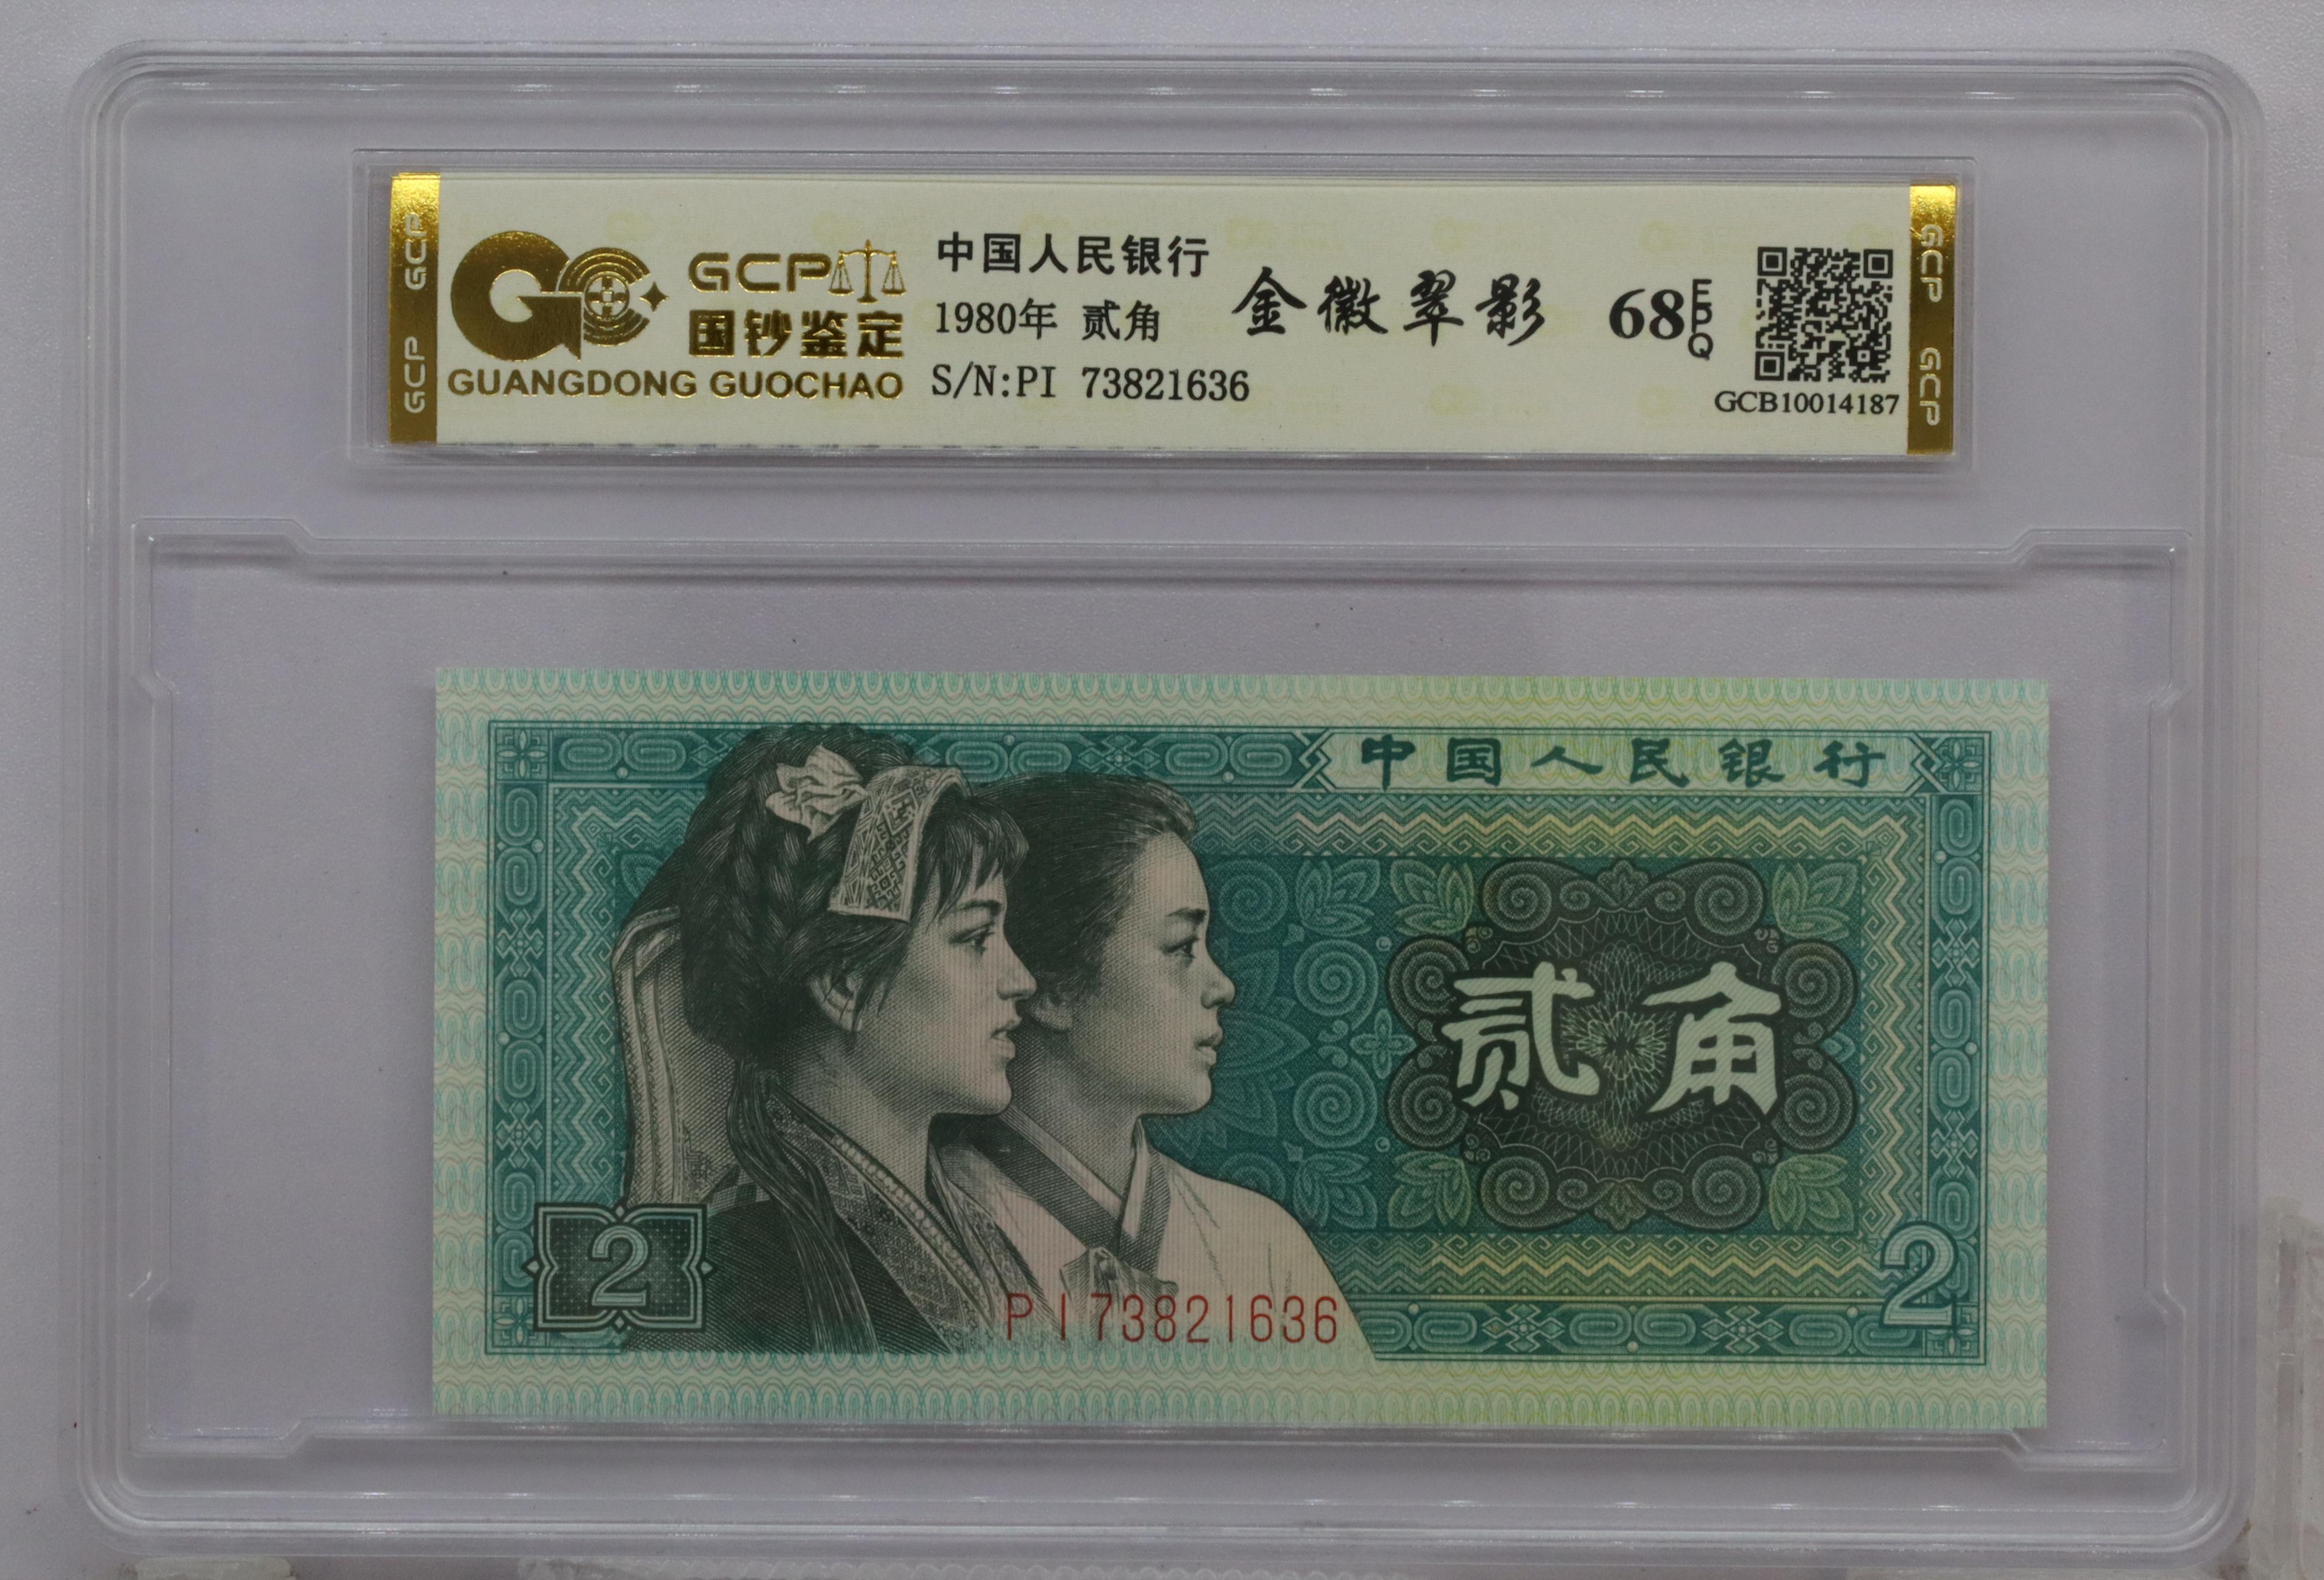 GCP GCP
GCP
国钞鉴定
GUANGDONG GUOCHAO
中国人民银行
1980年 贰角
S/N:PI 73821636
金徽翠影
68 EPQ
GCB10014187
GCP GCP
中国人民银行
贰角
2
2
PI73821636